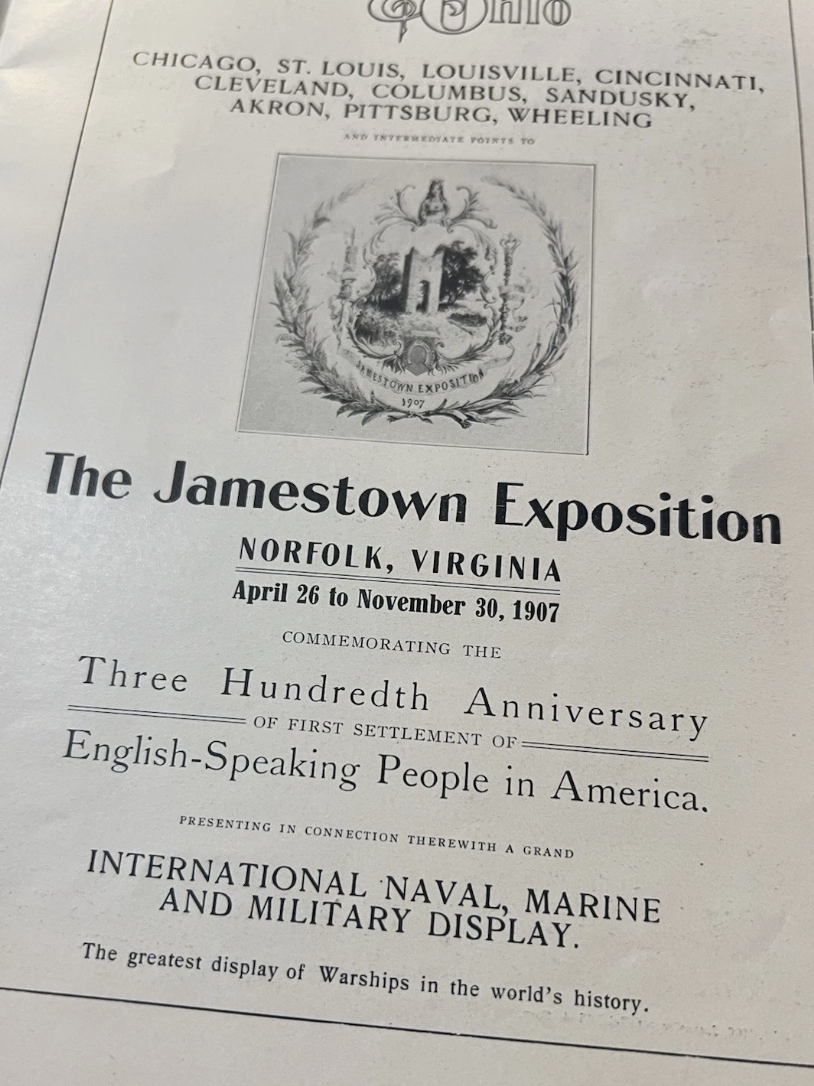 & Ohio
CHICAGO, ST. LOUIS, LOUISVILLE, CINCINNATI,
CLEVELAND, COLUMBUS, SANDUSKY,
AKRON, PITTSBURG, WHEELING
AND INTERMEDIATE POINTS TO
JAMESTOWN EXPOSITION
1907
The Jamestown Exposition
NORFOLK, VIRGINIA
April 26 to November 30, 1907
COMMEMORATING THE
Three Hundredth Anniversary
OF FIRST SETTLEMENT OF
English-Speaking People in America.
PRESENTING IN CONNECTION THEREWITH A GRAND
INTERNATIONAL NAVAL, MARINE
AND MILITARY DISPLAY.
The greatest display of Warships in the world's history.